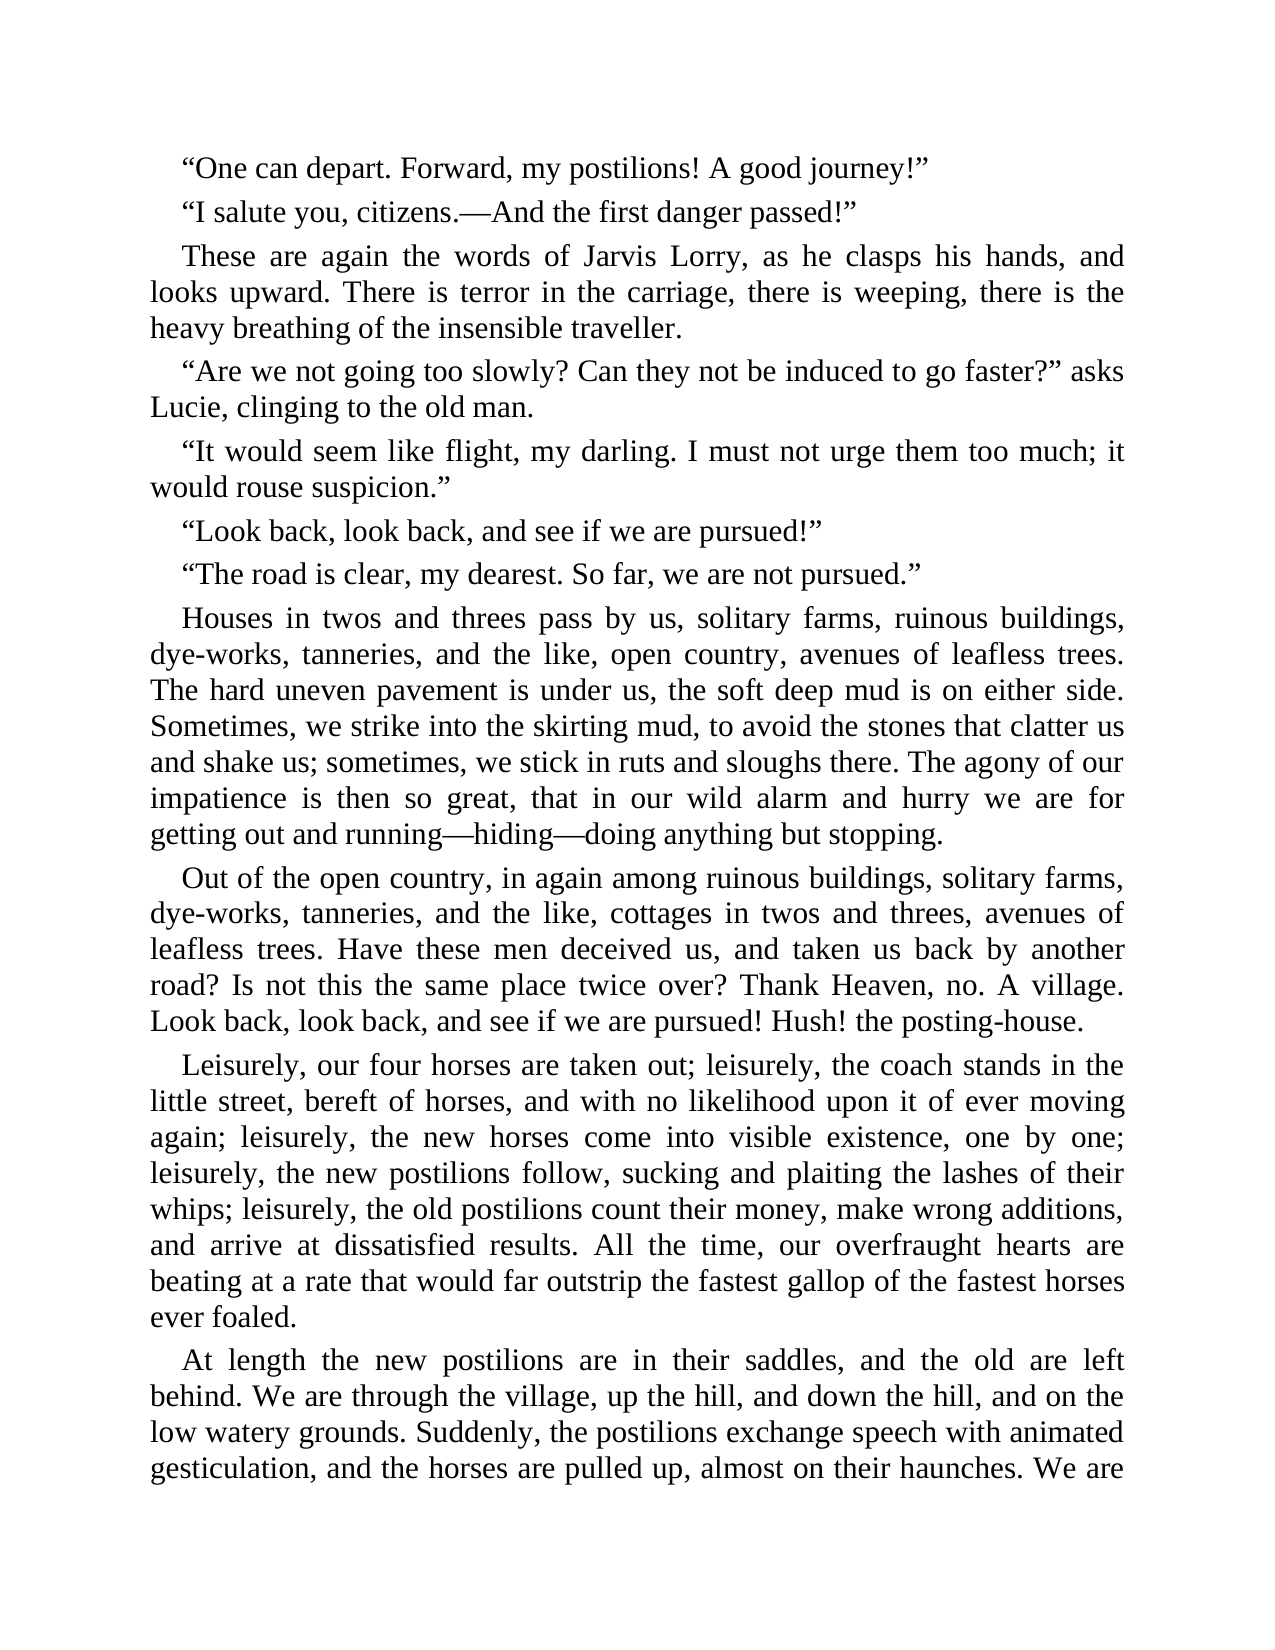 “One can depart. Forward, my postilions! A good journey!”
“I salute you, citizens.—And the first danger passed!”
These are again the words of Jarvis Lorry, as he clasps his hands, and
looks upward. There is terror in the carriage, there is weeping, there is the
heavy breathing of the insensible traveller.
“Are we not going too slowly? Can they not be induced to go faster?” asks
Lucie, clinging to the old man.
“It would seem like flight, my darling. I must not urge them too much; it
would rouse suspicion.”
“Look back, look back, and see if we are pursued!”
“The road is clear, my dearest. So far, we are not pursued.”
Houses in twos and threes pass by us, solitary farms, ruinous buildings,
dye-works, tanneries, and the like, open country, avenues of leafless trees.
The hard uneven pavement is under us, the soft deep mud is on either side.
Sometimes, we strike into the skirting mud, to avoid the stones that clatter us
and shake us; sometimes, we stick in ruts and sloughs there. The agony of our
impatience is then so great, that in our wild alarm and hurry we are for
getting out and running—hiding—doing anything but stopping.
Out of the open country, in again among ruinous buildings, solitary farms,
dye-works, tanneries, and the like, cottages in twos and threes, avenues of
leafless trees. Have these men deceived us, and taken us back by another
road? Is not this the same place twice over? Thank Heaven, no. A village.
Look back, look back, and see if we are pursued! Hush! the posting-house.
Leisurely, our four horses are taken out; leisurely, the coach stands in the
little street, bereft of horses, and with no likelihood upon it of ever moving
again; leisurely, the new horses come into visible existence, one by one;
leisurely, the new postilions follow, sucking and plaiting the lashes of their
whips; leisurely, the old postilions count their money, make wrong additions,
and arrive at dissatisfied results. All the time, our overfraught hearts are
beating at a rate that would far outstrip the fastest gallop of the fastest horses
ever foaled.
At length the new postilions are in their saddles, and the old are left
behind. We are through the village, up the hill, and down the hill, and on the
low watery grounds. Suddenly, the postilions exchange speech with animated
gesticulation, and the horses are pulled up, almost on their haunches. We are